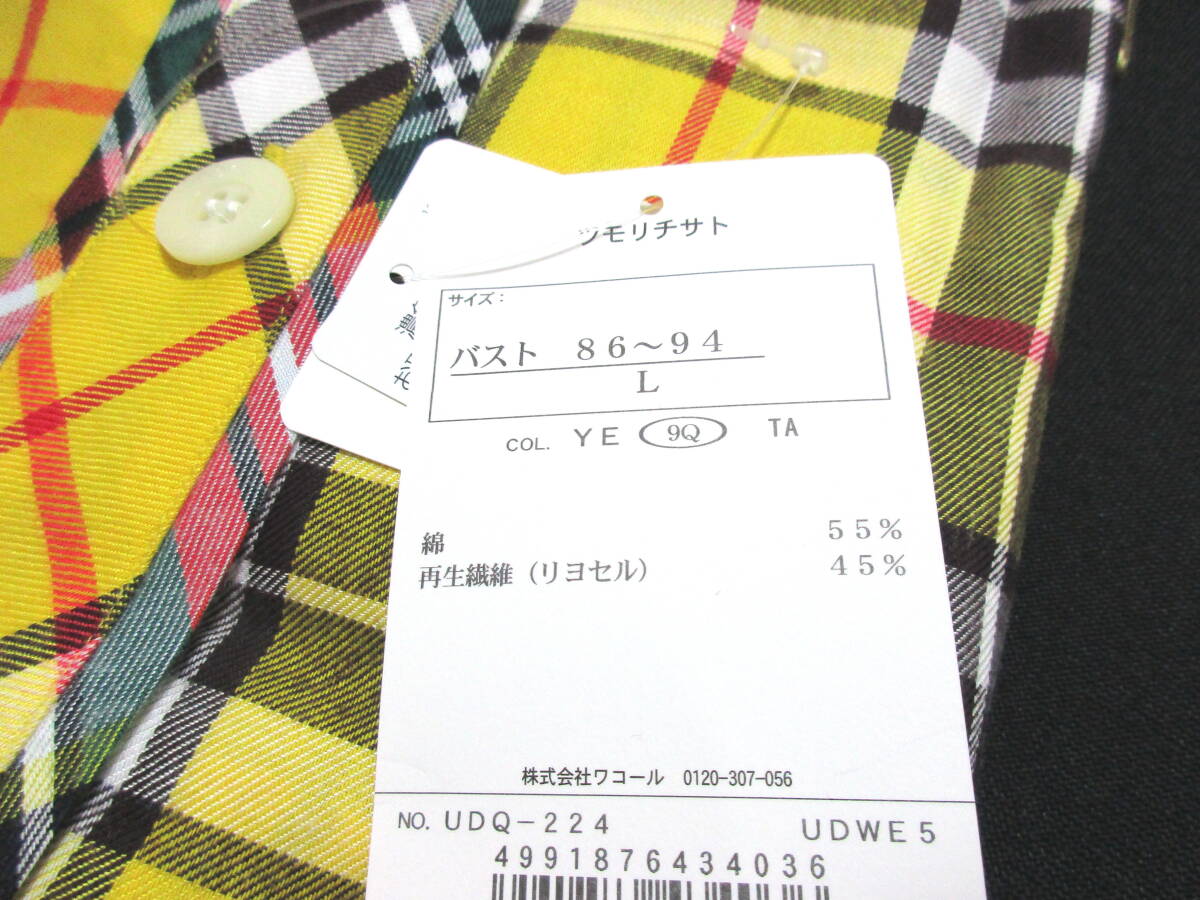 ツモリチサト
サイズ:
バスト 86～94
L
COL. YE 9Q TA
綿 55%
再生繊維（リヨセル） 45%
株式会社ワコール 0120-307-056
NO. UDQ-224 UDWE5
4991876434036
濃